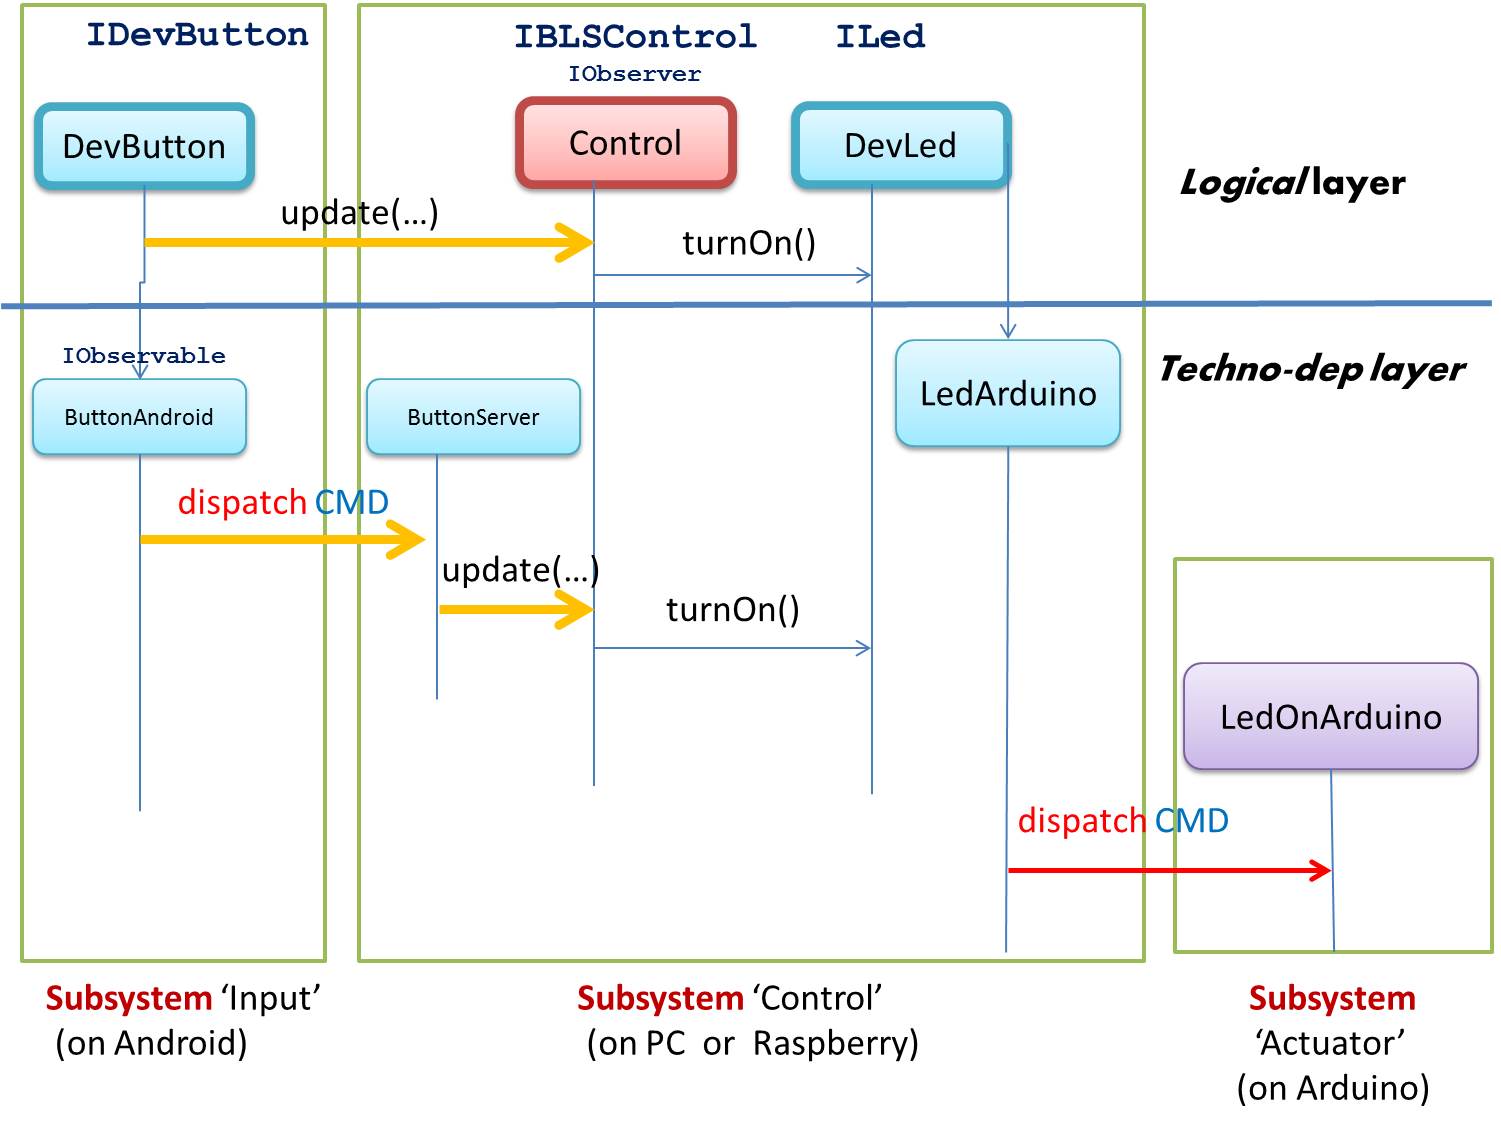 IDevButton
IBLSControl
ILed
IObserver
DevButton
Control
DevLed
Logical layer
update(…)
turnOn()
IObservable
Techno-dep layer
ButtonAndroid
ButtonServer
LedArduino
dispatch CMD
update(…)
turnOn()
LedOnArduino
dispatch CMD
Subsystem ‘Input’
(on Android)
Subsystem ‘Control’
(on PC or Raspberry)
Subsystem
‘Actuator’
(on Arduino)